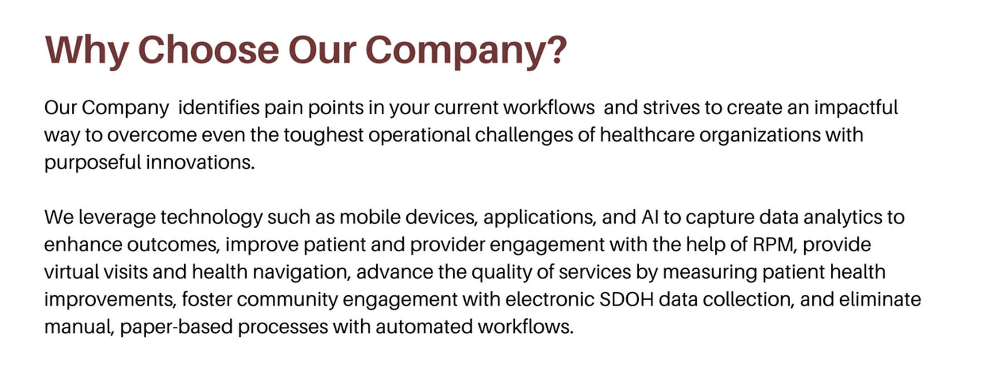 Why Choose Our Company?
Our Company  identifies pain points in your current workflows  and strives to create an impactful
way to overcome even the toughest operational challenges of healthcare organizations with
purposeful innovations.
We leverage technology such as mobile devices, applications, and AI to capture data analytics to
enhance outcomes, improve patient and provider engagement with the help of RPM, provide
virtual visits and health navigation, advance the quality of services by measuring patient health
improvements, foster community engagement with electronic SDOH data collection, and eliminate
manual, paper-based processes with automated workflows.